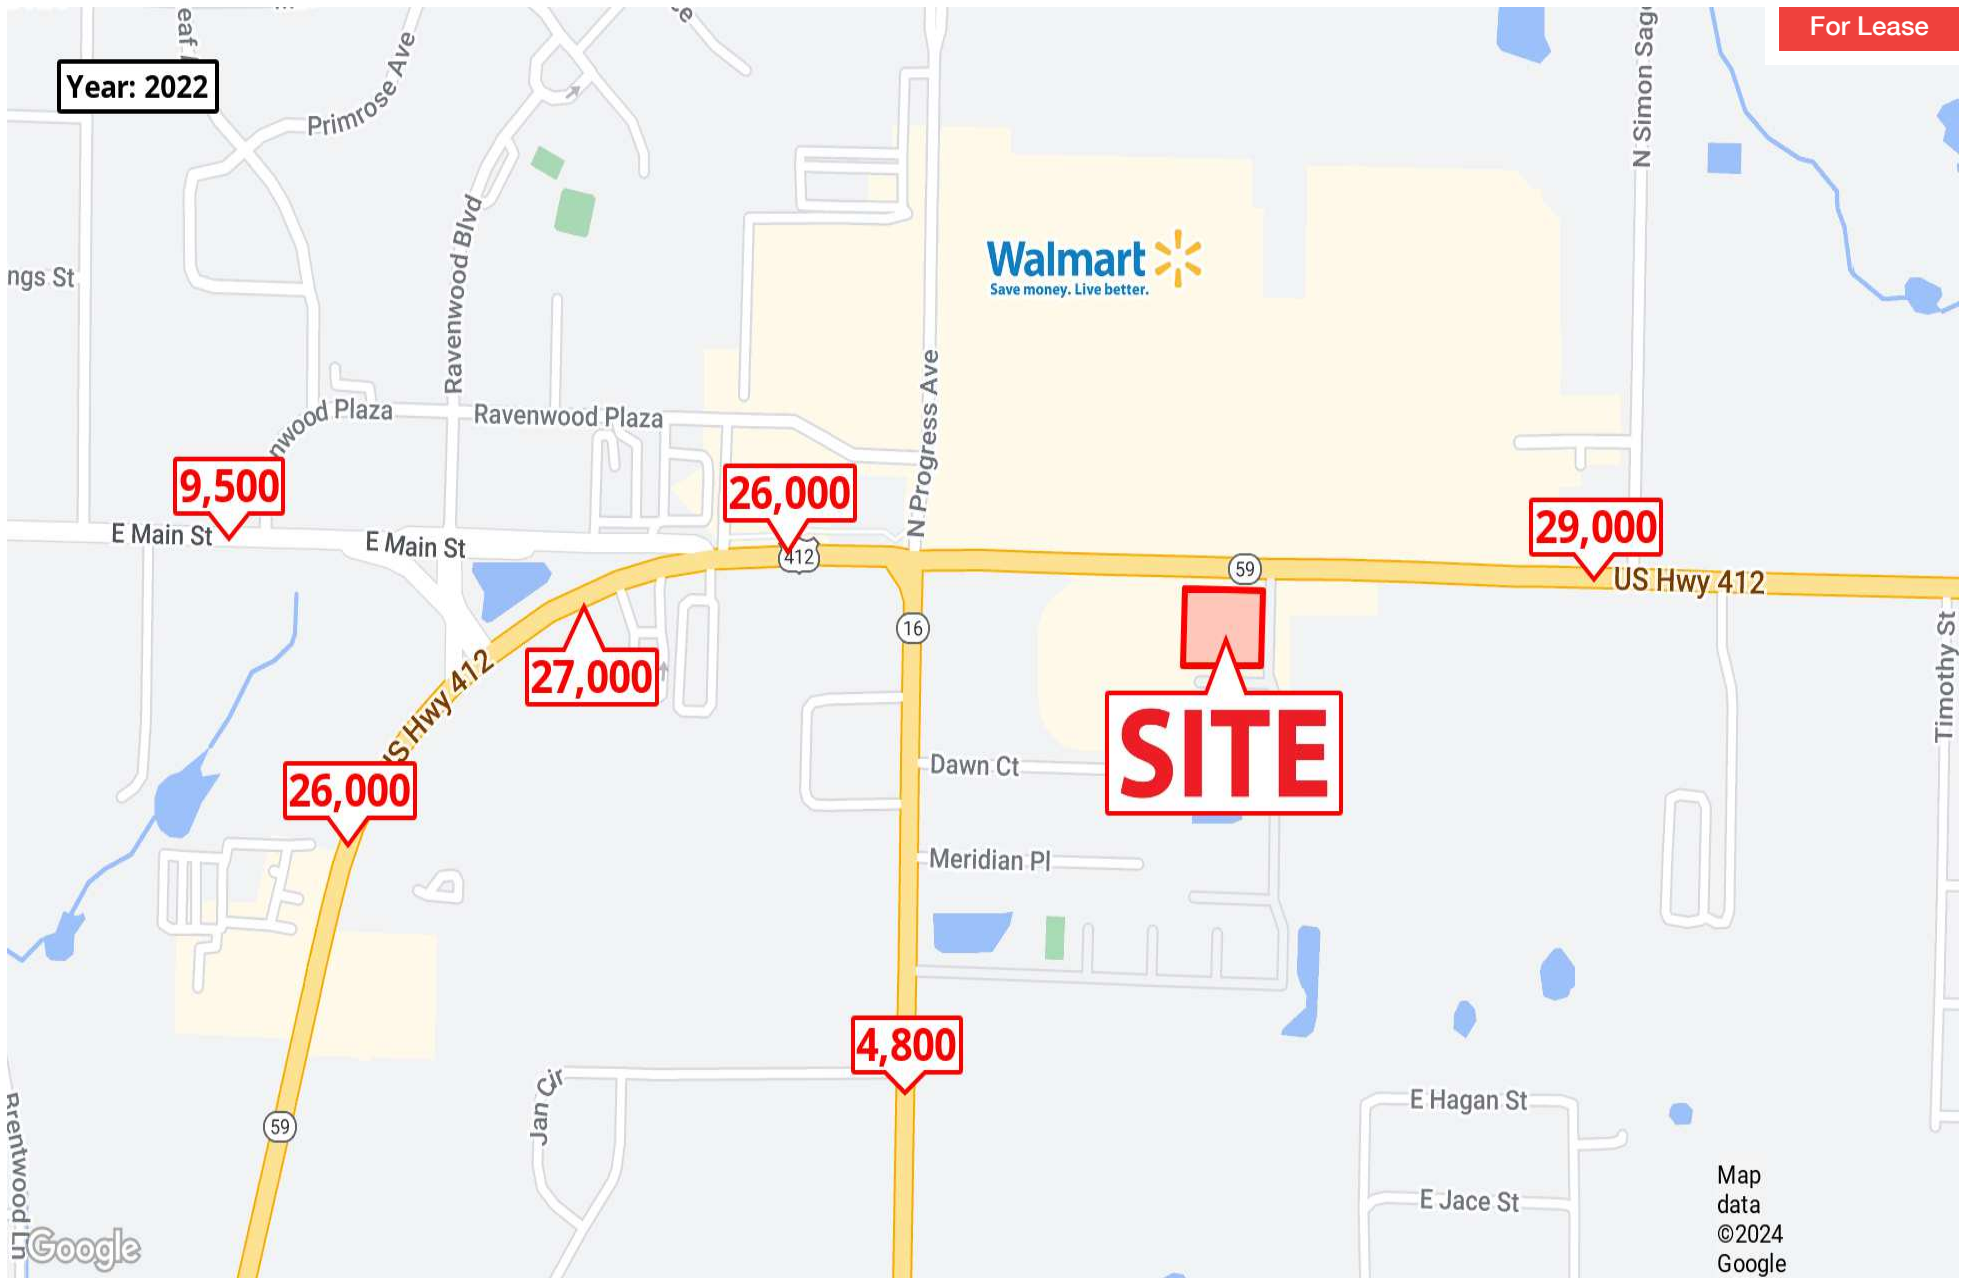 For Lease
Year: 2022
Primrose Ave
N Simon Sag
Ravenwood Blvd
Walmart
Save money. Live better.
ngs St
N Progress Ave
nwood Plaza
Ravenwood Plaza
9,500
26,000
29,000
E Main St
E Main St
412
59
US Hwy 412
16
27,000
US Hwy 412
SITE
Timothy St
26,000
Dawn Ct
Meridian Pl
4,800
Jan Cir
59
E Hagan St
Brentwood Ln
E Jace St
Map
data
©2024
Google
Google